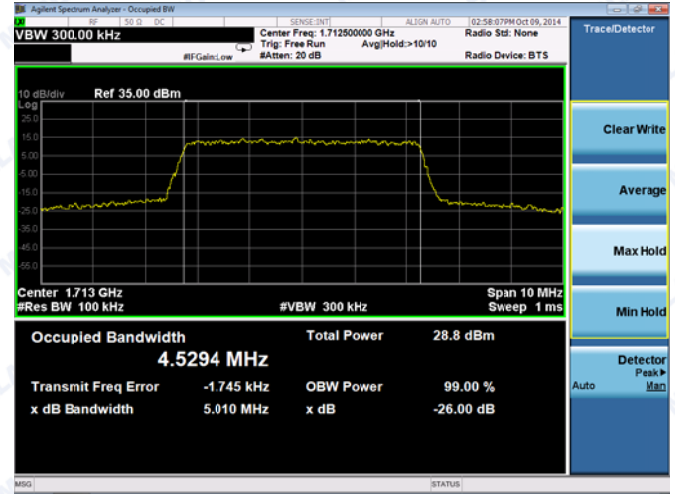 Agilent Spectrum Analyzer - Occupied BW
RF 50 Ω DC SENSE:INT ALIGN AUTO 02:58:07PM Oct 09, 2014
VBW 300.00 kHz Center Freq: 1.712500000 GHz Radio Std: None
Trig: Free Run Avg|Hold:>10/10
#IFGain:Low #Atten: 20 dB Radio Device: BTS
Trace/Detector
10 dB/div Ref 35.00 dBm
Log
25.0
15.0
5.00
-5.00
-15.0
-25.0
-35.0
-45.0
-55.0
Center 1.713 GHz Span 10 MHz
#Res BW 100 kHz #VBW 300 kHz Sweep 1 ms
Occupied Bandwidth Total Power 28.8 dBm
4.5294 MHz
Transmit Freq Error -1.745 kHz OBW Power 99.00 %
x dB Bandwidth 5.010 MHz x dB -26.00 dB
Clear Write
Average
Max Hold
Min Hold
Detector
Peak▶
Auto Man
MSG STATUS